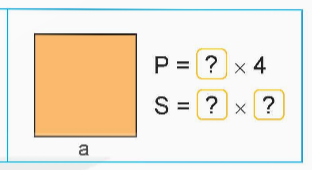 P = ? × 4
S = ? × ?
a